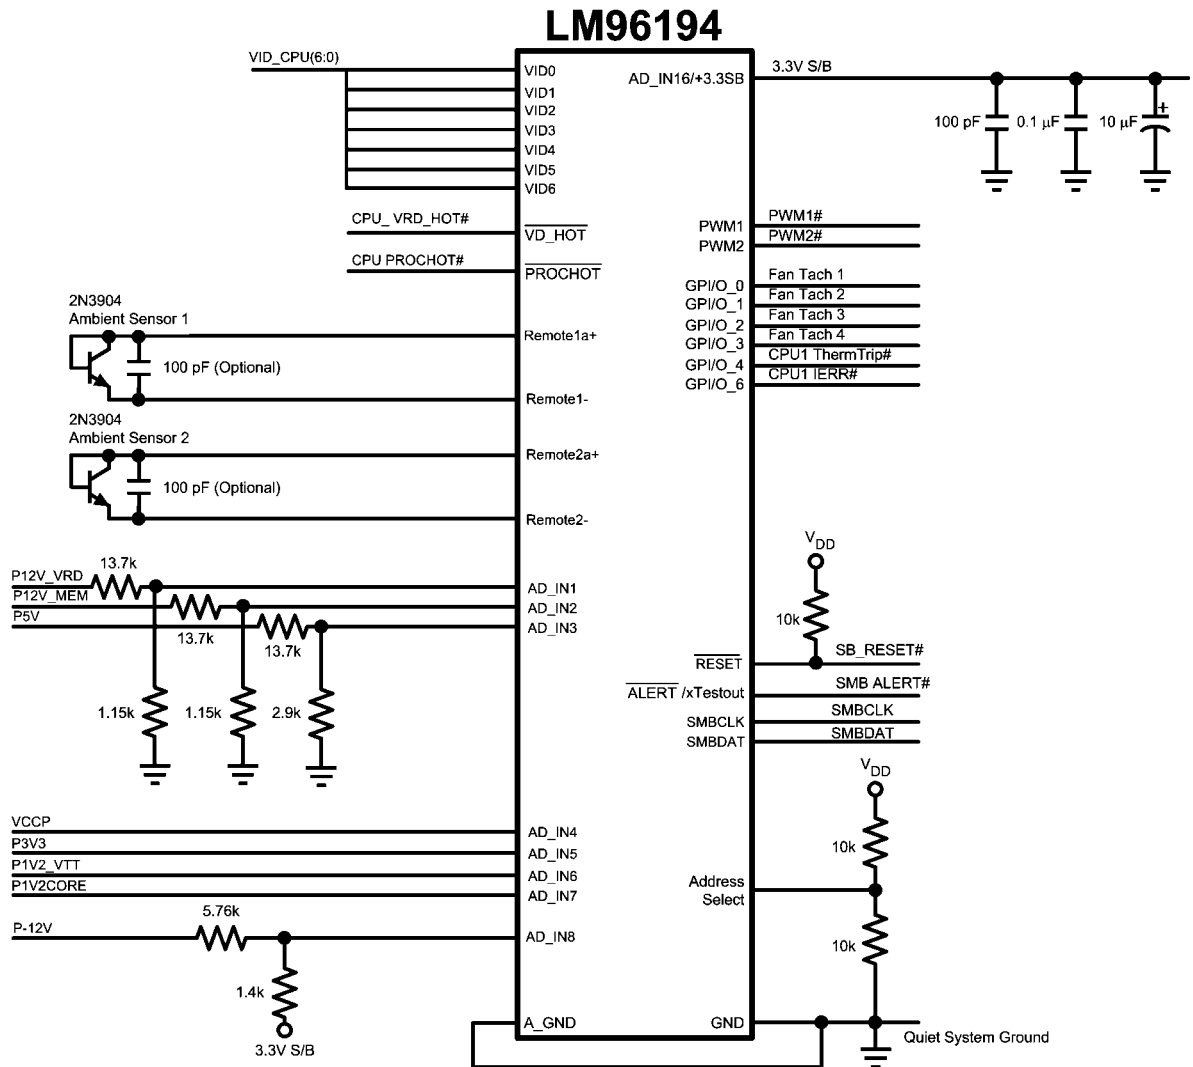 LM96194
VID_CPU(6:0)
VID0
VID1
VID2
VID3
VID4
VID5
VID6
CPU_ VRD_HOT#
VD_HOT
CPU PROCHOT#
PROCHOT
2N3904
Ambient Sensor 1
100 pF (Optional)
Remote1a+
Remote1-
2N3904
Ambient Sensor 2
100 pF (Optional)
Remote2a+
Remote2-
P12V_VRD
13.7k
AD_IN1
P12V_MEM
13.7k
AD_IN2
P5V
13.7k
AD_IN3
1.15k
1.15k
2.9k
VCCP
AD_IN4
P3V3
AD_IN5
P1V2_VTT
AD_IN6
P1V2CORE
AD_IN7
P-12V
5.76k
AD_IN8
1.4k
3.3V S/B
A_GND
AD_IN16/+3.3SB
3.3V S/B
100 pF
0.1 µF
10 µF
+
PWM1
PWM1#
PWM2
PWM2#
GPI/O_0
Fan Tach 1
GPI/O_1
Fan Tach 2
GPI/O_2
Fan Tach 3
GPI/O_3
Fan Tach 4
GPI/O_4
CPU1 ThermTrip#
GPI/O_6
CPU1 IERR#
VDD
10k
RESET
SB_RESET#
ALERT /xTestout
SMB ALERT#
SMBCLK
SMBCLK
SMBDAT
SMBDAT
VDD
10k
Address
Select
10k
GND
Quiet System Ground